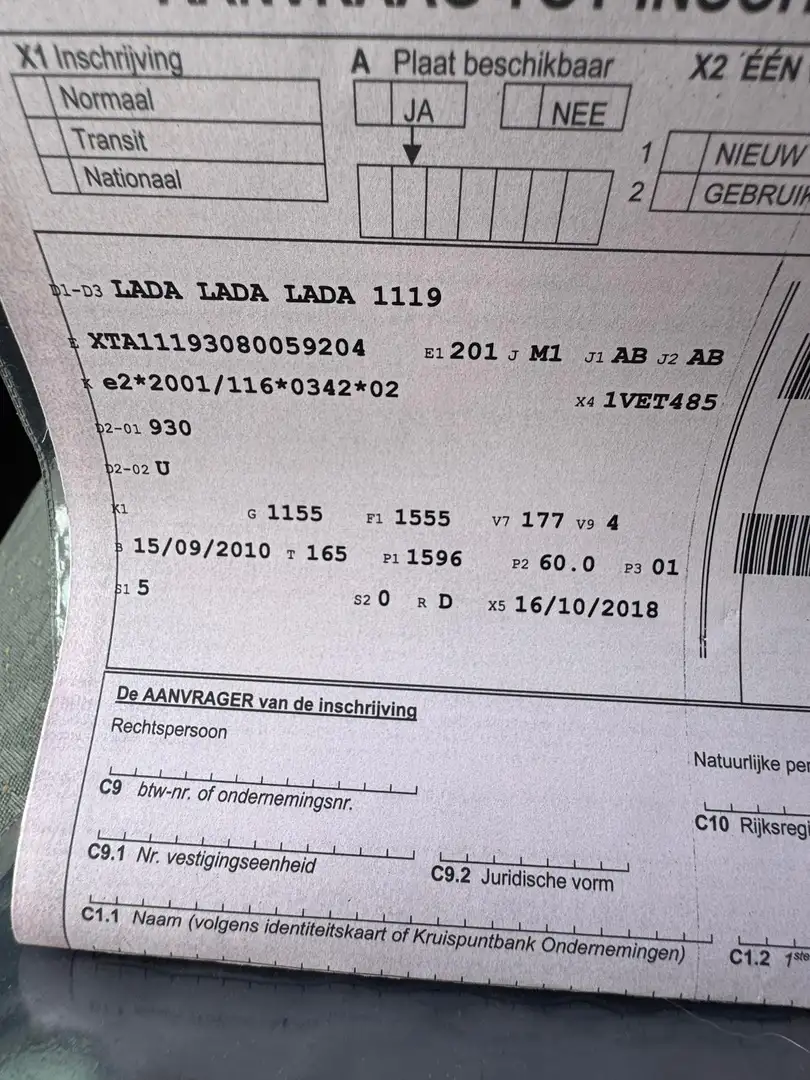 X1 Inschrijving
Normaal
Transit
Nationaal
A Plaat beschikbaar
JA
NEE
X2 ÉÉN
1 NIEUW
2
D1-D3 LADA LADA LADA 1119
E XTA11193080059204 E1 201 J M1 J1 AB J2 AB
K e2*2001/116*0342*02 X4 1VET485
D2-01 930
D2-02 U
K1 G 1155 F1 1555 V7 177 V9 4
B 15/09/2010 T 165 P1 1596 P2 60.0 P3 01
S1 5 S2 0 R D X5 16/10/2018
De AANVRAGER van de inschrijving
Rechtspersoon
C9 btw-nr. of ondernemingsnr.
C9.1 Nr. vestigingseenheid
C9.2 Juridische vorm
C1.1 Naam (volgens identiteitskaart of Kruispuntbank Ondernemingen)
Natuurlijke
C10
C1.2 1ste